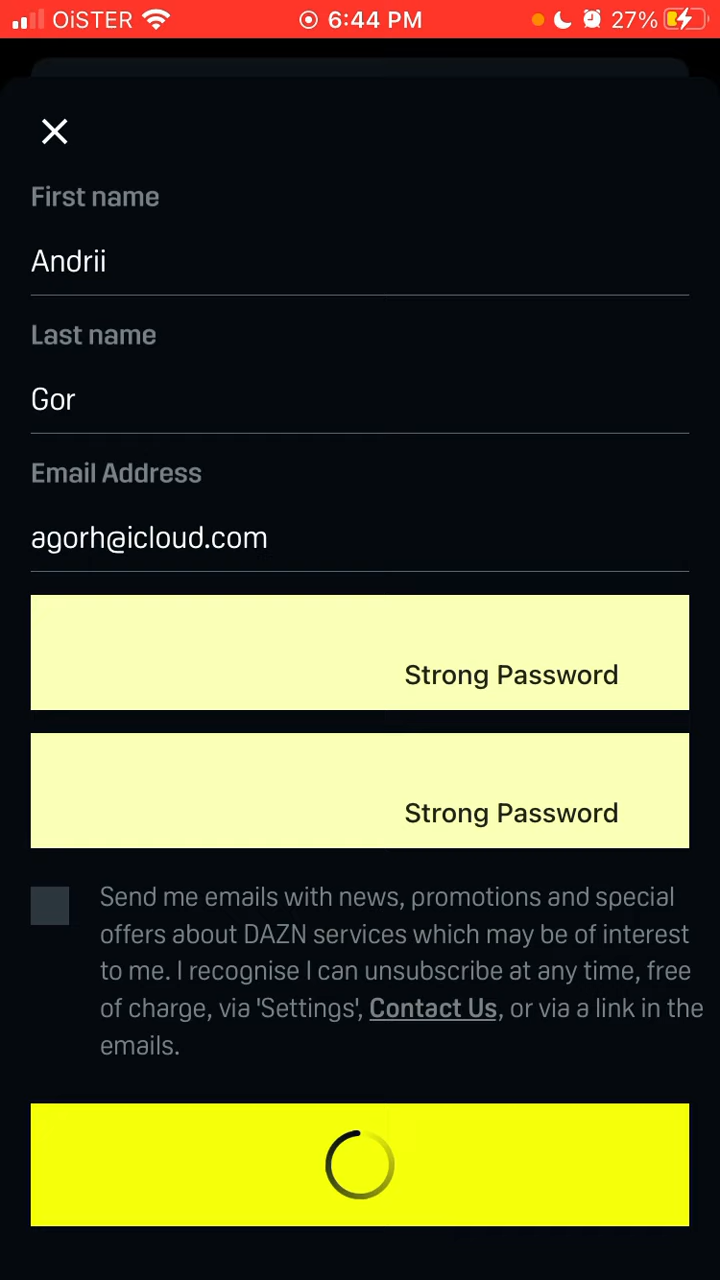 OiSTER 6:44 PM 27%
First name
Andrii
Last name
Gor
Email Address
agorh@icloud.com
Strong Password
Strong Password
Send me emails with news, promotions and special
offers about DAZN services which may be of interest
to me. I recognise I can unsubscribe at any time, free
of charge, via 'Settings', Contact Us, or via a link in the
emails.